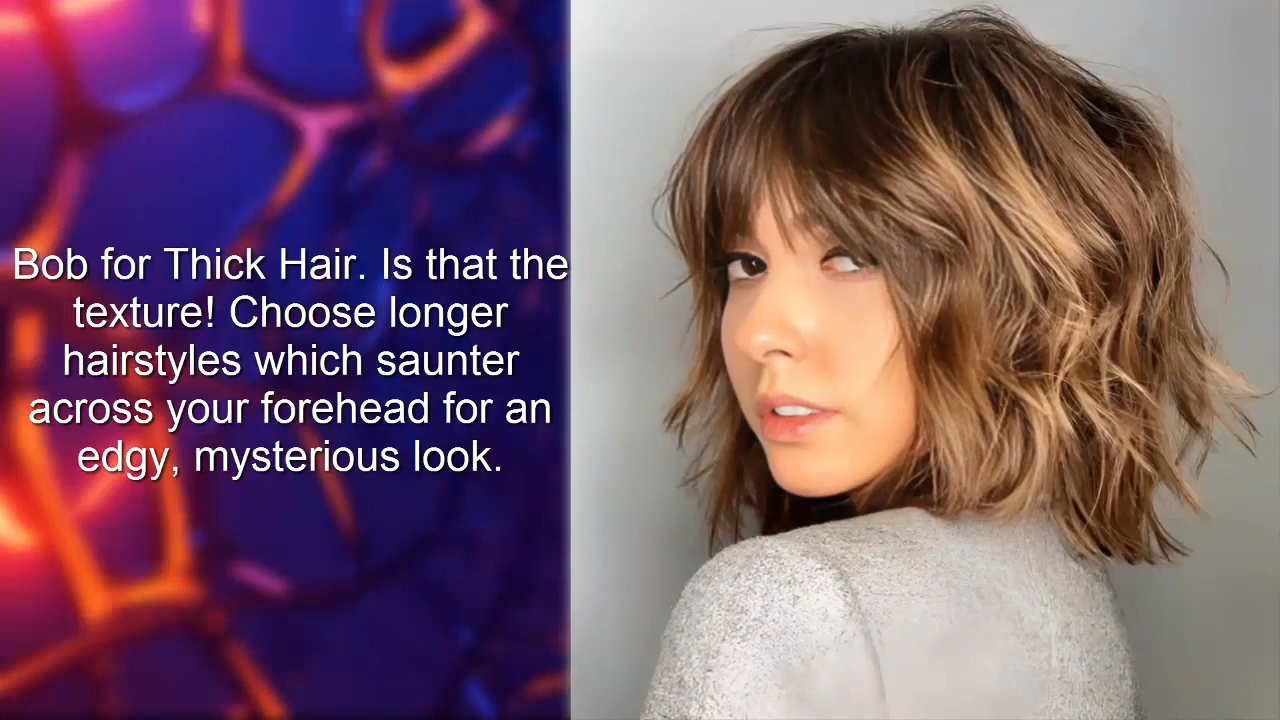 Bob for Thick Hair. Is that the
texture! Choose longer
hairstyles which saunter
across your forehead for an
edgy, mysterious look.